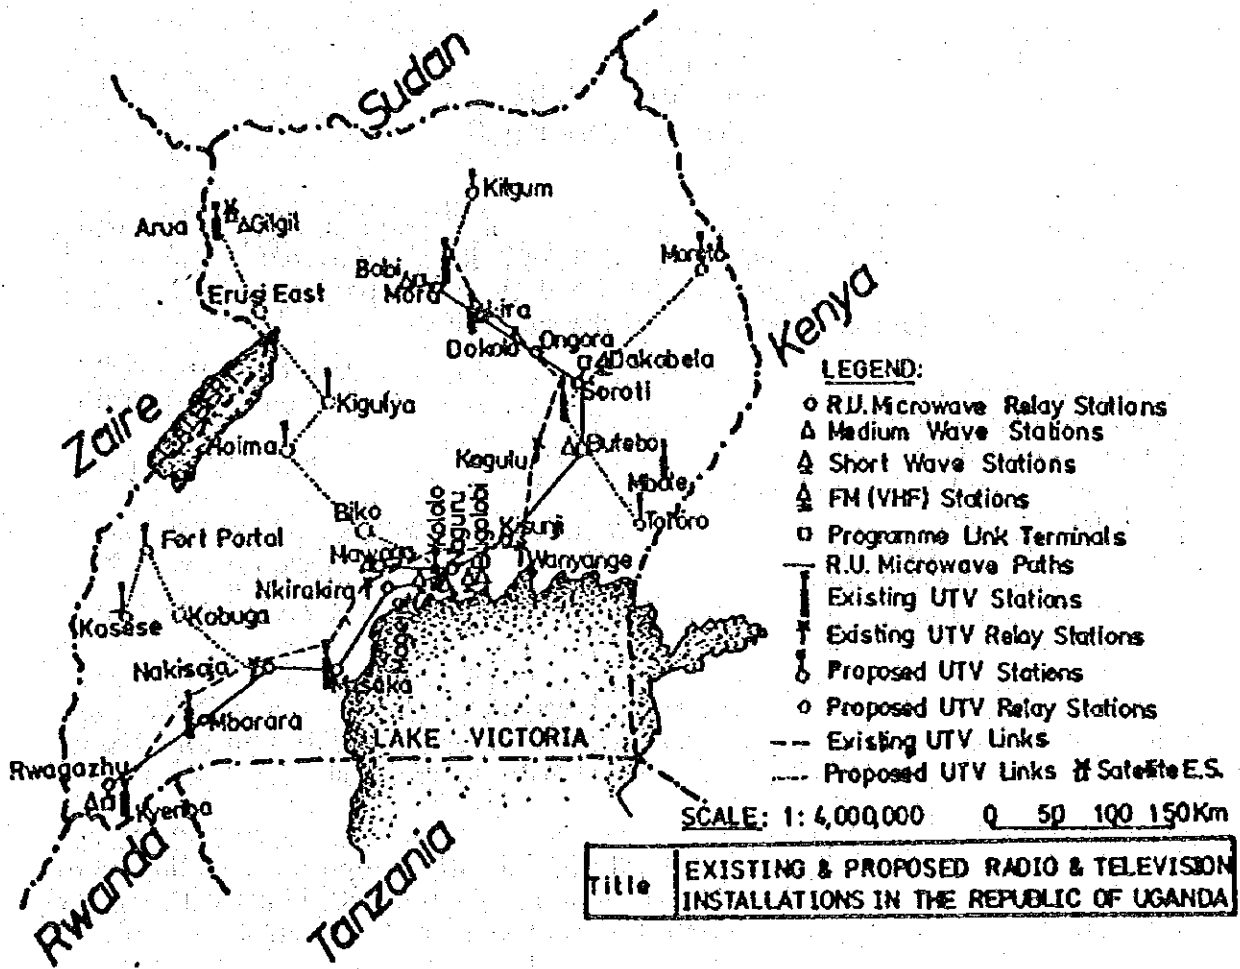 Sudan
Kitgum
Arua
Gilgil
Moroto
Bobi
Mora
Erusi East
Lira
Kenya
Dokolo
Ongora
Dakabela
Soroti
LEGEND:
R.U. Microwave Relay Stations
Medium Wave Stations
Short Wave Stations
FM (VHF) Stations
Programme Link Terminals
R.U. Microwave Paths
Existing UTV Stations
Existing UTV Relay Stations
Proposed UTV Stations
Proposed UTV Relay Stations
Existing UTV Links
Proposed UTV Links
Satellite E.S.
Zaire
Kigulya
Hoima
Kagulu
Butebo
Mbale
Tororo
Biko
Kololo
Naguru
Kisunji
Wanyange
Fort Portal
Nkirakira
Kasese
Kabuga
Nakisaja
Masaka
Mbarara
LAKE VICTORIA
Rwagazhu
SCALE: 1: 4,000,000 0 50 100 150Km
Rwanda
Tanzania
Title
EXISTING & PROPOSED RADIO & TELEVISION
INSTALLATIONS IN THE REPUBLIC OF UGANDA